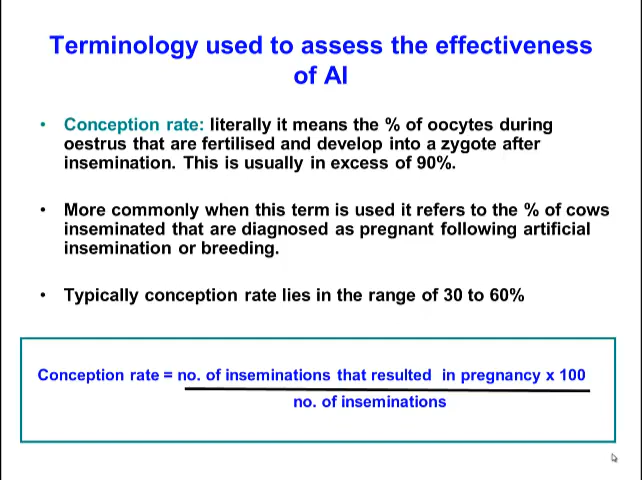 Terminology used to assess the effectiveness
of AI
• Conception rate: literally it means the % of oocytes during
oestrus that are fertilised and develop into a zygote after
insemination. This is usually in excess of 90%.
• More commonly when this term is used it refers to the % of cows
inseminated that are diagnosed as pregnant following artificial
insemination or breeding.
• Typically conception rate lies in the range of 30 to 60%
Conception rate = no. of inseminations that resulted in pregnancy x 100
no. of inseminations